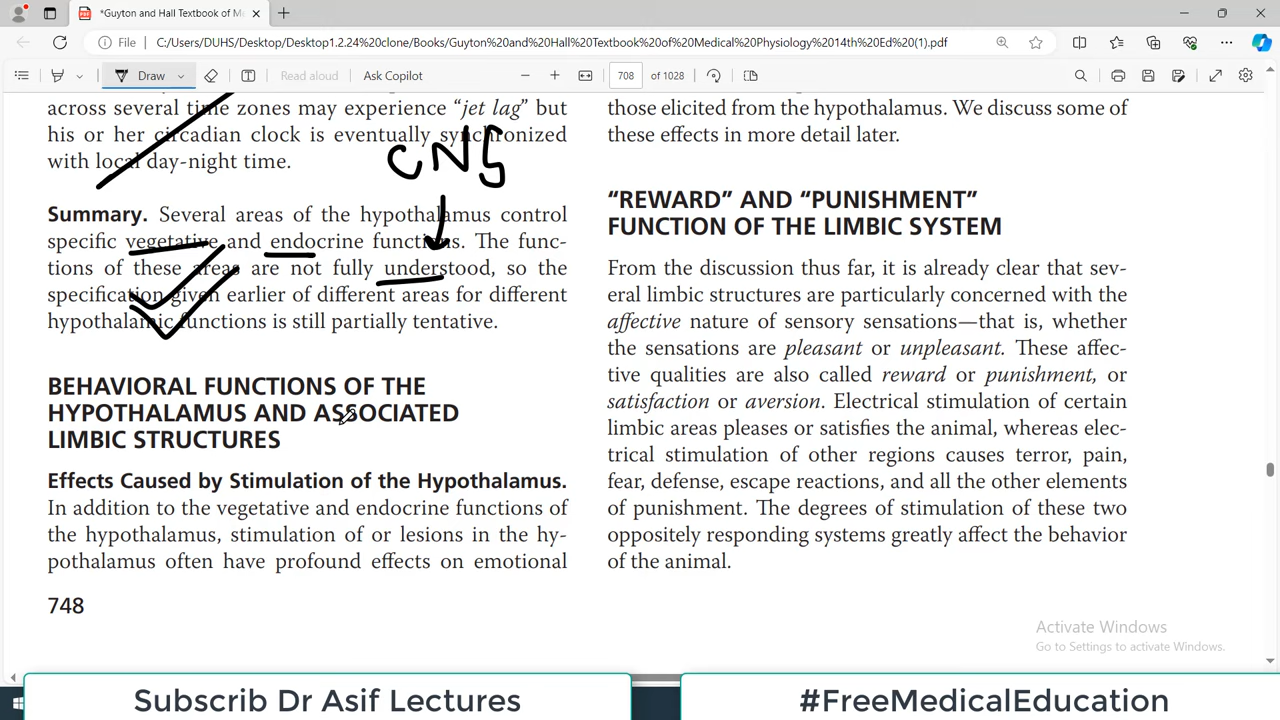 *Guyton and Hall Textbook of Me
File
C:/Users/DUHS/Desktop/Desktop1.2.24%20clone/Books/Guyton%20and%20Hall%20Textbook%20of%20Medical%20Physiology%2014th%20Ed%20(1).pdf
Draw
Read aloud
Ask Copilot
708 of 1028
across several time zones may experience “jet lag” but
his or her circadian clock is eventually synchronized
with local day-night time.
CNS
Summary. Several areas of the hypothalamus control
specific vegetative and endocrine functions. The func-
tions of these areas are not fully understood, so the
specification given earlier of different areas for different
hypothalamic functions is still partially tentative.
BEHAVIORAL FUNCTIONS OF THE
HYPOTHALAMUS AND ASSOCIATED
LIMBIC STRUCTURES
Effects Caused by Stimulation of the Hypothalamus.
In addition to the vegetative and endocrine functions of
the hypothalamus, stimulation of or lesions in the hy-
pothalamus often have profound effects on emotional
748
those elicited from the hypothalamus. We discuss some of
these effects in more detail later.
“REWARD” AND “PUNISHMENT”
FUNCTION OF THE LIMBIC SYSTEM
From the discussion thus far, it is already clear that sev-
eral limbic structures are particularly concerned with the
affective nature of sensory sensations—that is, whether
the sensations are pleasant or unpleasant. These affec-
tive qualities are also called reward or punishment, or
satisfaction or aversion. Electrical stimulation of certain
limbic areas pleases or satisfies the animal, whereas elec-
trical stimulation of other regions causes terror, pain,
fear, defense, escape reactions, and all the other elements
of punishment. The degrees of stimulation of these two
oppositely responding systems greatly affect the behavior
of the animal.
Activate Windows
Go to Settings to activate Windows.
Subscrib Dr Asif Lectures
#FreeMedicalEducation